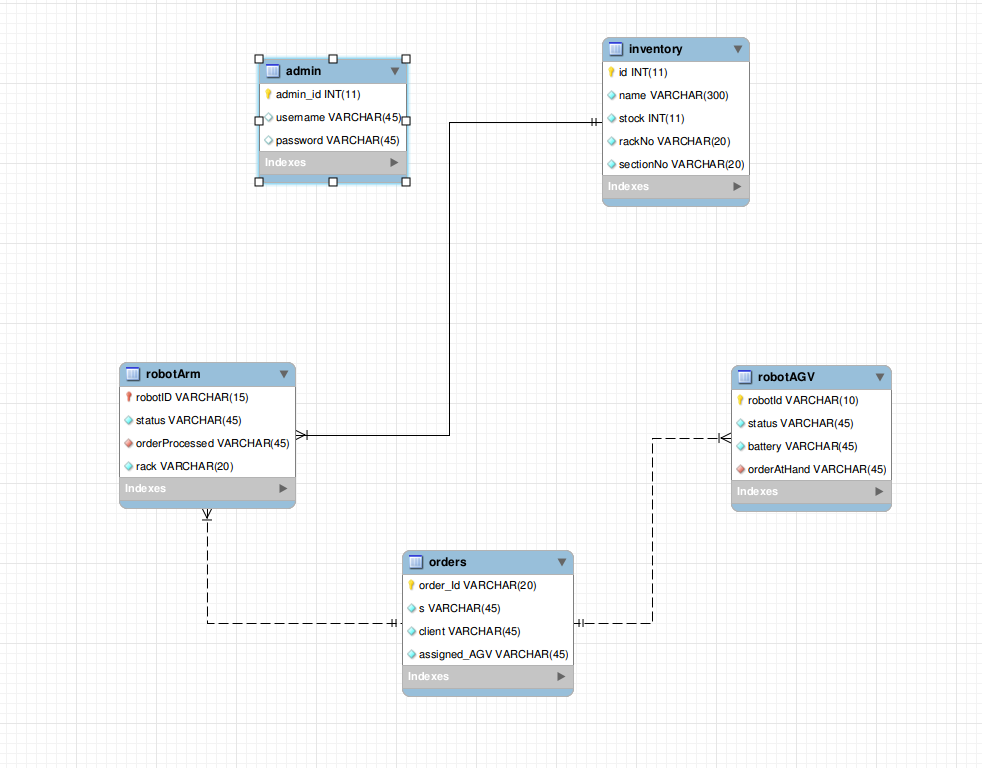 admin
admin_id INT(11)
username VARCHAR(45)
password VARCHAR(45)
Indexes
inventory
id INT(11)
name VARCHAR(300)
stock INT(11)
rackNo VARCHAR(20)
sectionNo VARCHAR(20)
Indexes
robotArm
robotID VARCHAR(15)
status VARCHAR(45)
orderProcessed VARCHAR(45)
rack VARCHAR(20)
Indexes
robotAGV
robotId VARCHAR(10)
status VARCHAR(45)
battery VARCHAR(45)
orderAtHand VARCHAR(45)
Indexes
orders
order_Id VARCHAR(20)
s VARCHAR(45)
client VARCHAR(45)
assigned_AGV VARCHAR(45)
Indexes